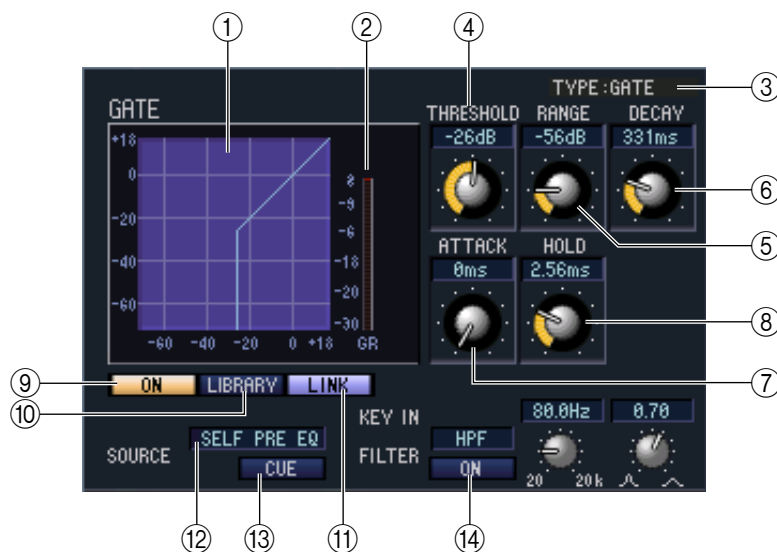 ① ② ④
TYPE:GATE ③
GATE
THRESHOLD RANGE DECAY
-26dB -56dB 331ms
+18
0
-20
-40
-60
-60 -40 -20 0 +18
-18
-20
-30
GR
⑥
⑤
ATTACK HOLD
0ms 2.56ms
⑧
⑦
⑨ ON LIBRARY LINK
⑩ ⑪
KEY IN
SOURCE SELF PRE EQ
CUE
FILTER HPF
ON
80.0Hz 0.70
20 20k
⑫ ⑬ ⑭